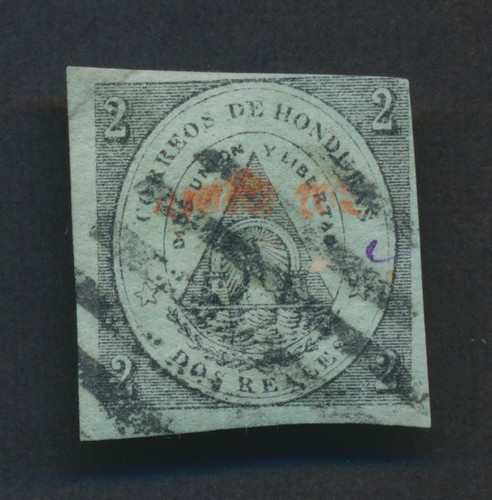 2 2
CORREOS DE HONDURAS
DIOS UNION Y LIBERTAD
DOS REALES
2 2